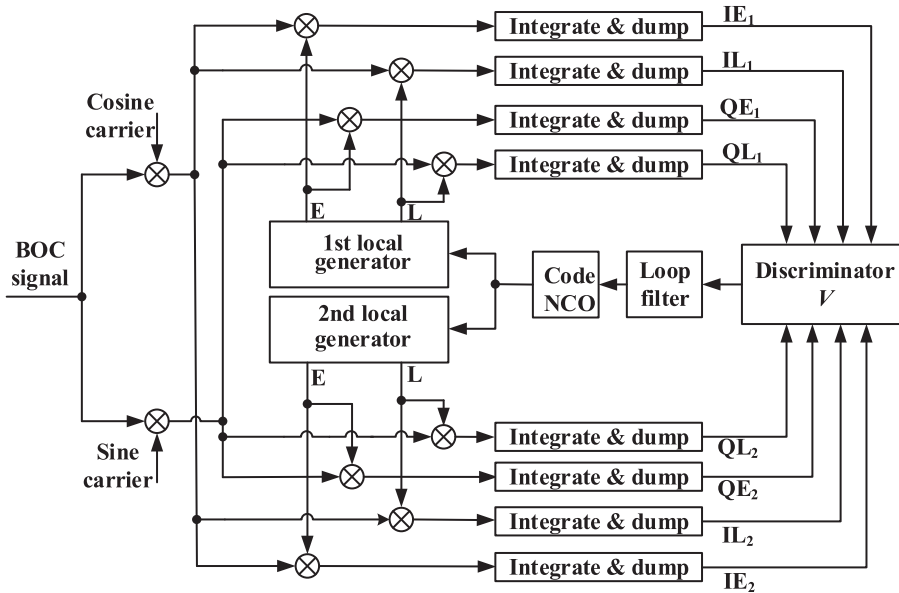 Integrate & dump
IE₁
Integrate & dump
IL₁
Cosine
carrier
Integrate & dump
QE₁
Integrate & dump
QL₁
E
L
BOC
signal
1st local
generator
Code
NCO
Loop
filter
Discriminator
V
2nd local
generator
E
L
Sine
carrier
Integrate & dump
QL₂
Integrate & dump
QE₂
Integrate & dump
IL₂
Integrate & dump
IE₂